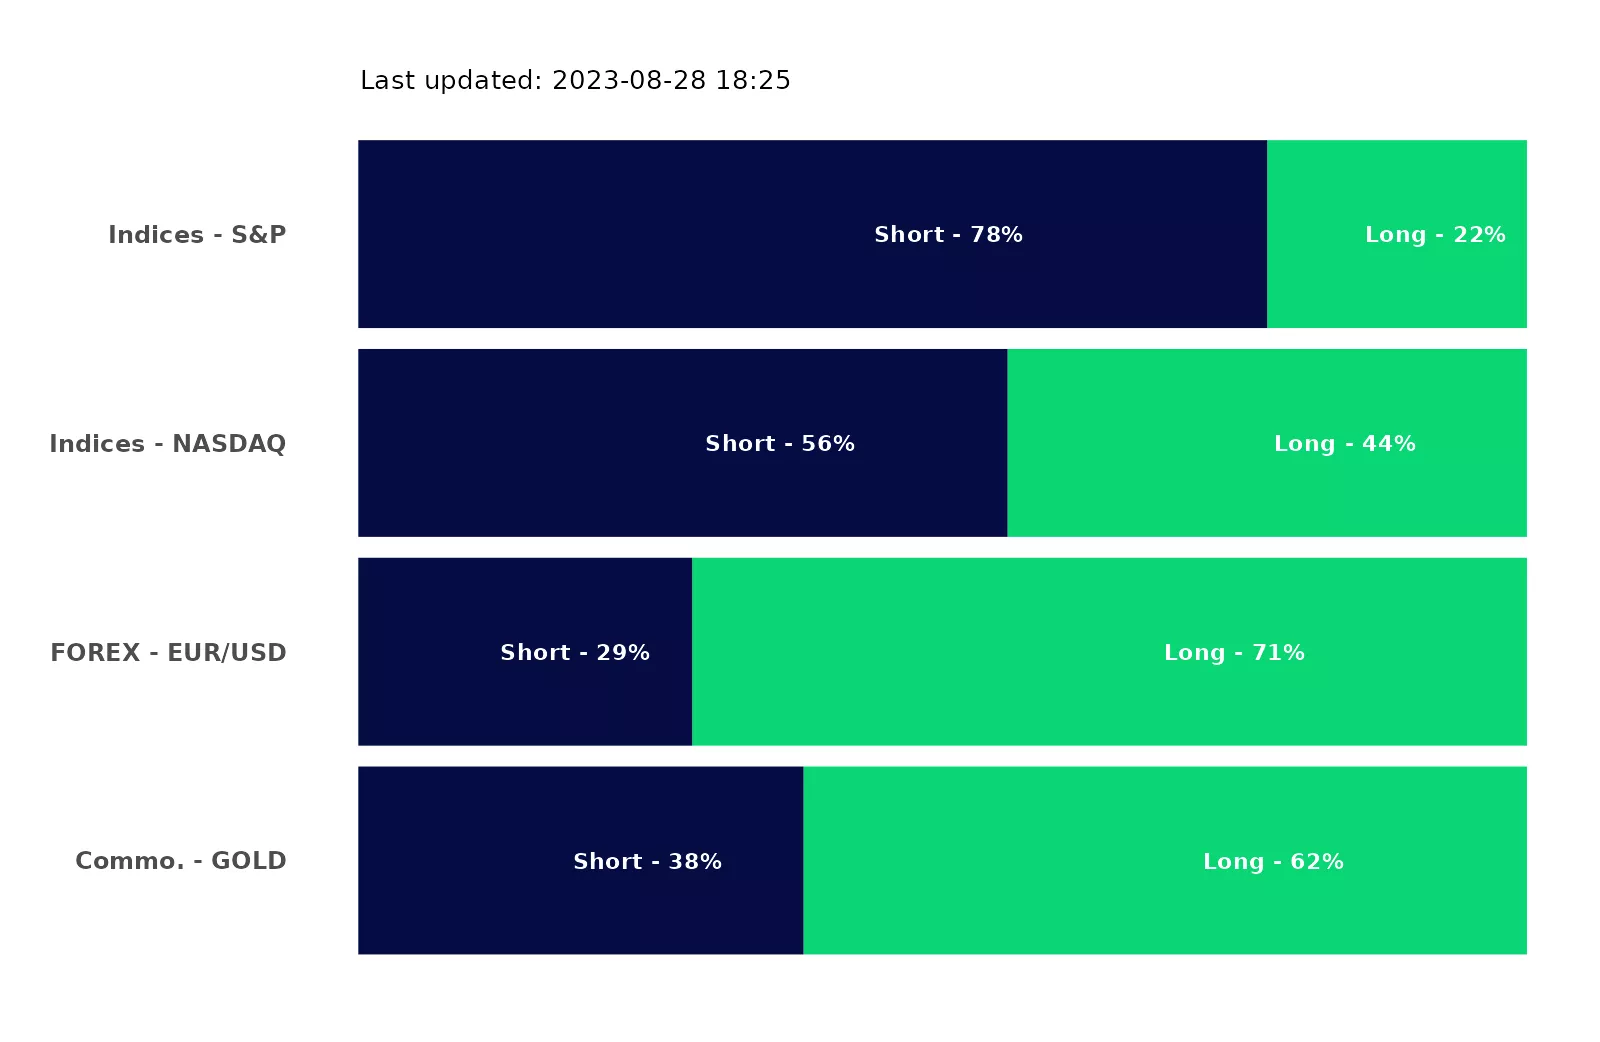 Last updated: 2023-08-28 18:25
Indices - S&P
Short - 78%
Long - 22%
Indices - NASDAQ
Short - 56%
Long - 44%
FOREX - EUR/USD
Short - 29%
Long - 71%
Commo. - GOLD
Short - 38%
Long - 62%